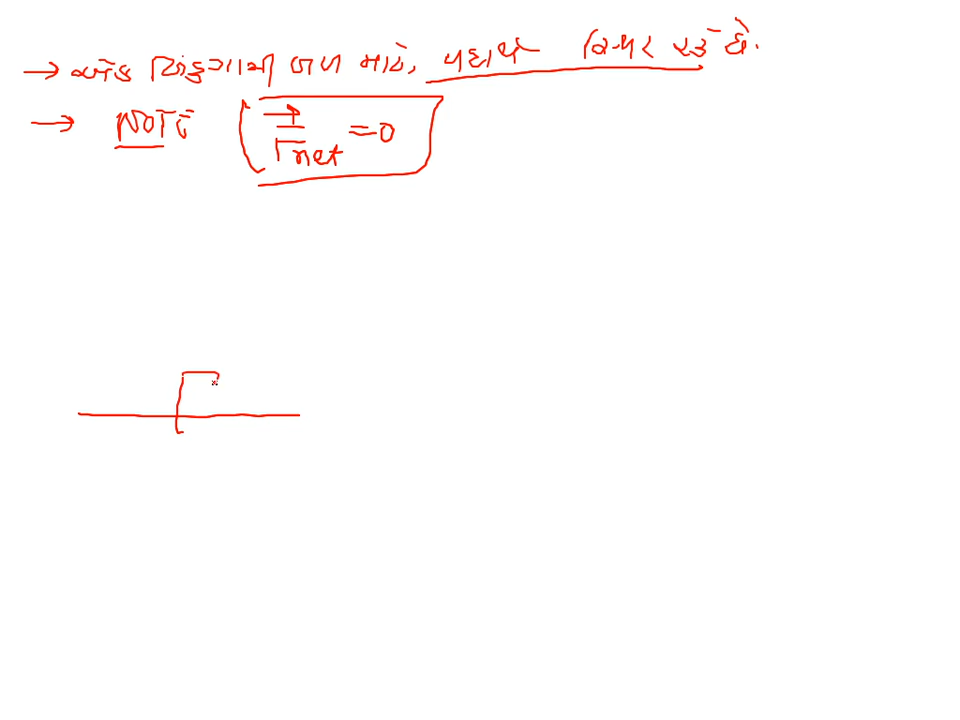 → એક બિંદુગામી બળ માટે, પદાર્થ સ્થિર રહે છે.
→ NOTE (F⃗net = 0)